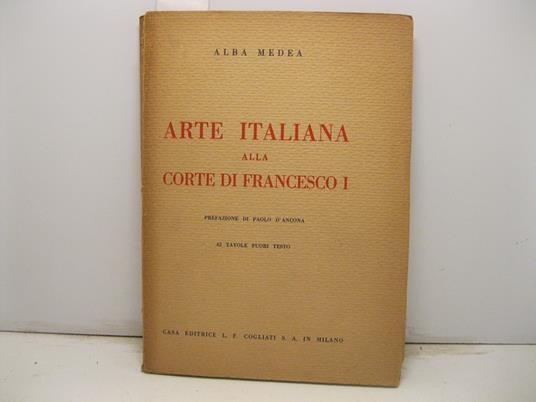 ALBA MEDEA
ARTE ITALIANA
ALLA
CORTE DI FRANCESCO I
PREFAZIONE DI PAOLO D'ANCONA
42 TAVOLE FUORI TESTO
CASA EDITRICE L. F. COGLIATI S. A. IN MILANO